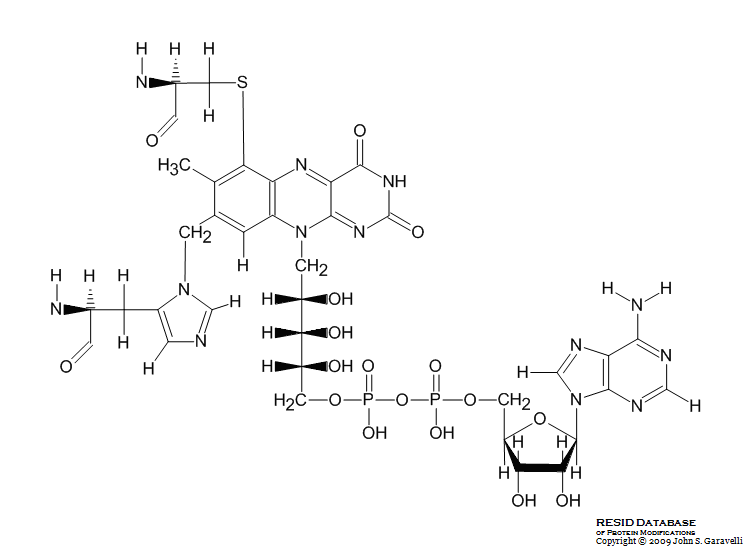 H H H
N S
H
O
O
H3C N NH
CH2 N N O
H CH2
H H H N H OH
N H H OH
H
O H N H OH
H H
N
N N
H
H2C O P O P O CH2 N N H
O O
OH OH O
H H
H H
OH OH
RESID DATABASE
OF PROTEIN MODIFICATIONS
Copyright © 2009 John S. Garavelli